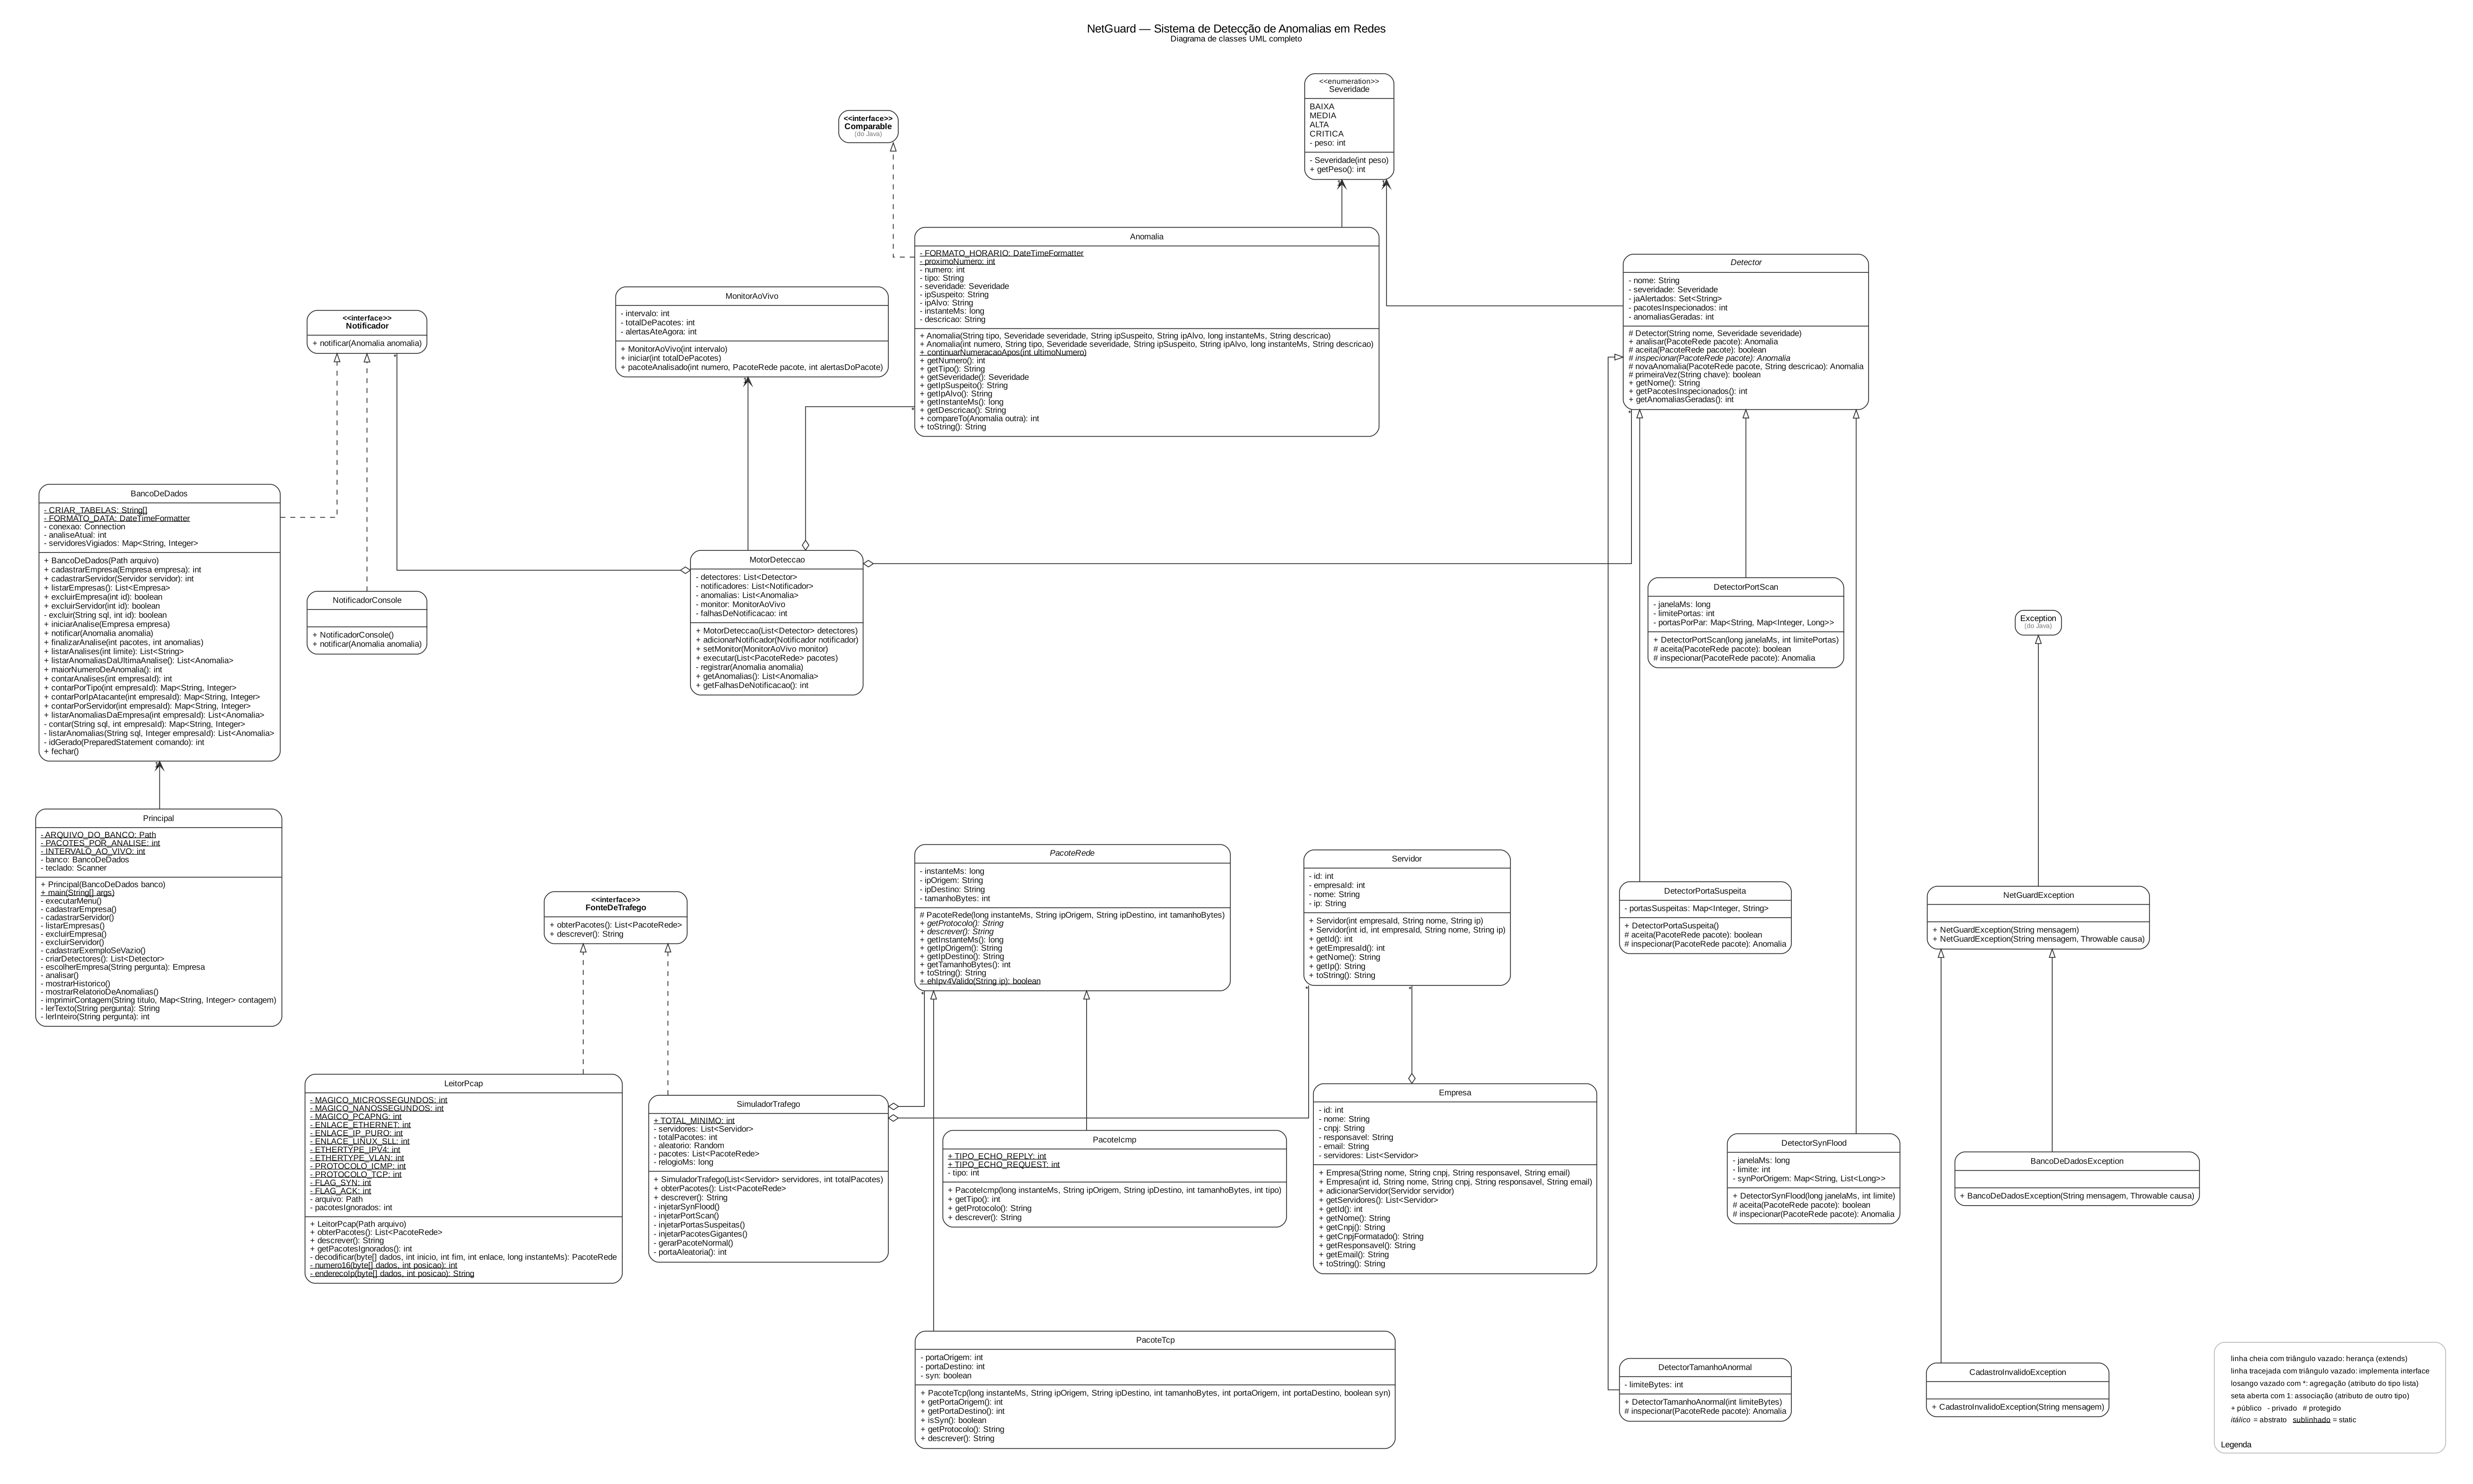 NetGuard — Sistema de Detecção de Anomalias em Redes
Diagrama de classes UML completo
<<enumeration>>
Severidade
BAIXA
MEDIA
ALTA
CRITICA
- peso: int
- Severidade(int peso)
+ getPeso(): int
<<interface>>
Comparable
(do Java)
Anomalia
- FORMATO_HORARIO: DateTimeFormatter
- proximoNumero: int
- numero: int
- tipo: String
- severidade: Severidade
- ipSuspeito: String
- ipAlvo: String
- instanteMs: long
- descricao: String
+ Anomalia(String tipo, Severidade severidade, String ipSuspeito, String ipAlvo, long instanteMs, String descricao)
+ Anomalia(int numero, String tipo, Severidade severidade, String ipSuspeito, String ipAlvo, long instanteMs, String descricao)
+ continuarNumeracaoApos(int ultimoNumero)
+ getNumero(): int
+ getTipo(): String
+ getSeveridade(): Severidade
+ getIpSuspeito(): String
+ getIpAlvo(): String
+ getInstanteMs(): long
+ getDescricao(): String
+ compareTo(Anomalia outra): int
+ toString(): String
Detector
- nome: String
- severidade: Severidade
- jaAlertados: Set<String>
- pacotesInspecionados: int
- anomaliasGeradas: int
# Detector(String nome, Severidade severidade)
+ analisar(PacoteRede pacote): Anomalia
# aceita(PacoteRede pacote): boolean
# inspecionar(PacoteRede pacote): Anomalia
# novaAnomalia(PacoteRede pacote, String descricao): Anomalia
# primeiraVez(String chave): boolean
+ getNome(): String
+ getPacotesInspecionados(): int
+ getAnomaliasGeradas(): int
MonitorAoVivo
- intervalo: int
- totalDePacotes: int
- alertasAteAgora: int
+ MonitorAoVivo(int intervalo)
+ iniciar(int totalDePacotes)
+ pacoteAnalisado(int numero, PacoteRede pacote, int alertasDoPacote)
<<interface>>
Notificador
+ notificar(Anomalia anomalia)
BancoDeDados
- CRIAR_TABELAS: String[]
- FORMATO_DATA: DateTimeFormatter
- conexao: Connection
- analiseAtual: int
- servidoresVigiados: Map<String, Integer>
+ BancoDeDados(Path arquivo)
+ cadastrarEmpresa(Empresa empresa): int
+ cadastrarServidor(Servidor servidor): int
+ listarEmpresas(): List<Empresa>
+ excluirEmpresa(int id): boolean
+ excluirServidor(int id): boolean
- excluir(String sql, int id): boolean
+ iniciarAnalise(Empresa empresa)
+ notificar(Anomalia anomalia)
+ finalizarAnalise(int pacotes, int anomalias)
+ listarAnalises(int limite): List<String>
+ listarAnomaliasDaUltimaAnalise(): List<Anomalia>
+ maiorNumeroDeAnomalia(): int
+ contarAnalises(int empresaId): int
+ contarPorTipo(int empresaId): Map<String, Integer>
+ contarPorIpAtacante(int empresaId): Map<String, Integer>
+ contarPorServidor(int empresaId): Map<String, Integer>
+ listarAnomaliasDaEmpresa(int empresaId): List<Anomalia>
- contar(String sql, int empresaId): Map<String, Integer>
- listarAnomalias(String sql, Integer empresaId): List<Anomalia>
- idGerado(PreparedStatement comando): int
+ fechar()
NotificadorConsole
+ NotificadorConsole()
+ notificar(Anomalia anomalia)
MotorDeteccao
- detectores: List<Detector>
- notificadores: List<Notificador>
- anomalias: List<Anomalia>
- monitor: MonitorAoVivo
- falhasDeNotificacao: int
+ MotorDeteccao(List<Detector> detectores)
+ adicionarNotificador(Notificador notificador)
+ setMonitor(MonitorAoVivo monitor)
+ executar(List<PacoteRede> pacotes)
- registrar(Anomalia anomalia)
+ getAnomalias(): List<Anomalia>
+ getFalhasDeNotificacao(): int
DetectorPortScan
- janelaMs: long
- limitePortas: int
- portasPorPar: Map<String, Map<Integer, Long>>
+ DetectorPortScan(long janelaMs, int limitePortas)
# aceita(PacoteRede pacote): boolean
# inspecionar(PacoteRede pacote): Anomalia
Exception
(do Java)
Principal
- ARQUIVO_DO_BANCO: Path
- PACOTES_POR_ANALISE: int
- INTERVALO_AO_VIVO: int
- banco: BancoDeDados
- teclado: Scanner
+ Principal(BancoDeDados banco)
+ main(String[] args)
- executarMenu()
- cadastrarEmpresa()
- cadastrarServidor()
- listarEmpresas()
- excluirEmpresa()
- excluirServidor()
- cadastrarExemploSeVazio()
- criarDetectores(): List<Detector>
- escolherEmpresa(String pergunta): Empresa
- analisar()
- mostrarHistorico()
- mostrarRelatorioDeAnomalias()
- imprimirContagem(String titulo, Map<String, Integer> contagem)
- lerTexto(String pergunta): String
- lerInteiro(String pergunta): int
<<interface>>
FonteDeTrafego
+ obterPacotes(): List<PacoteRede>
+ descrever(): String
PacoteRede
- instanteMs: long
- ipOrigem: String
- ipDestino: String
- tamanhoBytes: int
# PacoteRede(long instanteMs, String ipOrigem, String ipDestino, int tamanhoBytes)
+ getProtocolo(): String
+ descrever(): String
+ getInstanteMs(): long
+ getIpOrigem(): String
+ getIpDestino(): String
+ getTamanhoBytes(): int
+ toString(): String
+ ehIpv4Valido(String ip): boolean
Servidor
- id: int
- empresaId: int
- nome: String
- ip: String
+ Servidor(int empresaId, String nome, String ip)
+ Servidor(int id, int empresaId, String nome, String ip)
+ getId(): int
+ getEmpresaId(): int
+ getNome(): String
+ getIp(): String
+ toString(): String
DetectorPortaSuspeita
- portasSuspeitas: Map<Integer, String>
+ DetectorPortaSuspeita()
# aceita(PacoteRede pacote): boolean
# inspecionar(PacoteRede pacote): Anomalia
NetGuardException
+ NetGuardException(String mensagem)
+ NetGuardException(String mensagem, Throwable causa)
LeitorPcap
- MAGICO_MICROSSEGUNDOS: int
- MAGICO_NANOSSEGUNDOS: int
- MAGICO_PCAPNG: int
- ENLACE_ETHERNET: int
- ENLACE_IP_PURO: int
- ENLACE_LINUX_SLL: int
- ETHERTYPE_IPV4: int
- ETHERTYPE_VLAN: int
- PROTOCOLO_ICMP: int
- PROTOCOLO_TCP: int
- FLAG_SYN: int
- FLAG_ACK: int
- arquivo: Path
- pacotesIgnorados: int
+ LeitorPcap(Path arquivo)
+ obterPacotes(): List<PacoteRede>
+ descrever(): String
+ getPacotesIgnorados(): int
- decodificar(byte[] dados, int inicio, int fim, int enlace, long instanteMs): PacoteRede
- numero16(byte[] dados, int posicao): int
- enderecoIp(byte[] dados, int posicao): String
SimuladorTrafego
+ TOTAL_MINIMO: int
- servidores: List<Servidor>
- totalPacotes: int
- aleatorio: Random
- pacotes: List<PacoteRede>
- relogioMs: long
+ SimuladorTrafego(List<Servidor> servidores, int totalPacotes)
+ obterPacotes(): List<PacoteRede>
+ descrever(): String
- injetarSynFlood()
- injetarPortScan()
- injetarPortasSuspeitas()
- injetarPacotesGigantes()
- gerarPacoteNormal()
- portaAleatoria(): int
PacoteIcmp
+ TIPO_ECHO_REPLY: int
+ TIPO_ECHO_REQUEST: int
- tipo: int
+ PacoteIcmp(long instanteMs, String ipOrigem, String ipDestino, int tamanhoBytes, int tipo)
+ getTipo(): int
+ getProtocolo(): String
+ descrever(): String
Empresa
- id: int
- nome: String
- cnpj: String
- responsavel: String
- email: String
- servidores: List<Servidor>
+ Empresa(String nome, String cnpj, String responsavel, String email)
+ Empresa(int id, String nome, String cnpj, String responsavel, String email)
+ adicionarServidor(Servidor servidor)
+ getServidores(): List<Servidor>
+ getId(): int
+ getNome(): String
+ getCnpj(): String
+ getCnpjFormatado(): String
+ getResponsavel(): String
+ getEmail(): String
+ toString(): String
DetectorSynFlood
- janelaMs: long
- limite: int
- synPorOrigem: Map<String, List<Long>>
+ DetectorSynFlood(long janelaMs, int limite)
# aceita(PacoteRede pacote): boolean
# inspecionar(PacoteRede pacote): Anomalia
BancoDeDadosException
+ BancoDeDadosException(String mensagem, Throwable causa)
PacoteTcp
- portaOrigem: int
- portaDestino: int
- syn: boolean
+ PacoteTcp(long instanteMs, String ipOrigem, String ipDestino, int tamanhoBytes, int portaOrigem, int portaDestino, boolean syn)
+ getPortaOrigem(): int
+ getPortaDestino(): int
+ isSyn(): boolean
+ getProtocolo(): String
+ descrever(): String
DetectorTamanhoAnormal
- limiteBytes: int
+ DetectorTamanhoAnormal(int limiteBytes)
# inspecionar(PacoteRede pacote): Anomalia
CadastroInvalidoException
+ CadastroInvalidoException(String mensagem)
linha cheia com triângulo vazado: herança (extends)
linha tracejada com triângulo vazado: implementa interface
losango vazado com *: agregação (atributo do tipo lista)
seta aberta com 1: associação (atributo de outro tipo)
+ público - privado # protegido
itálico = abstrato sublinhado = static
Legenda